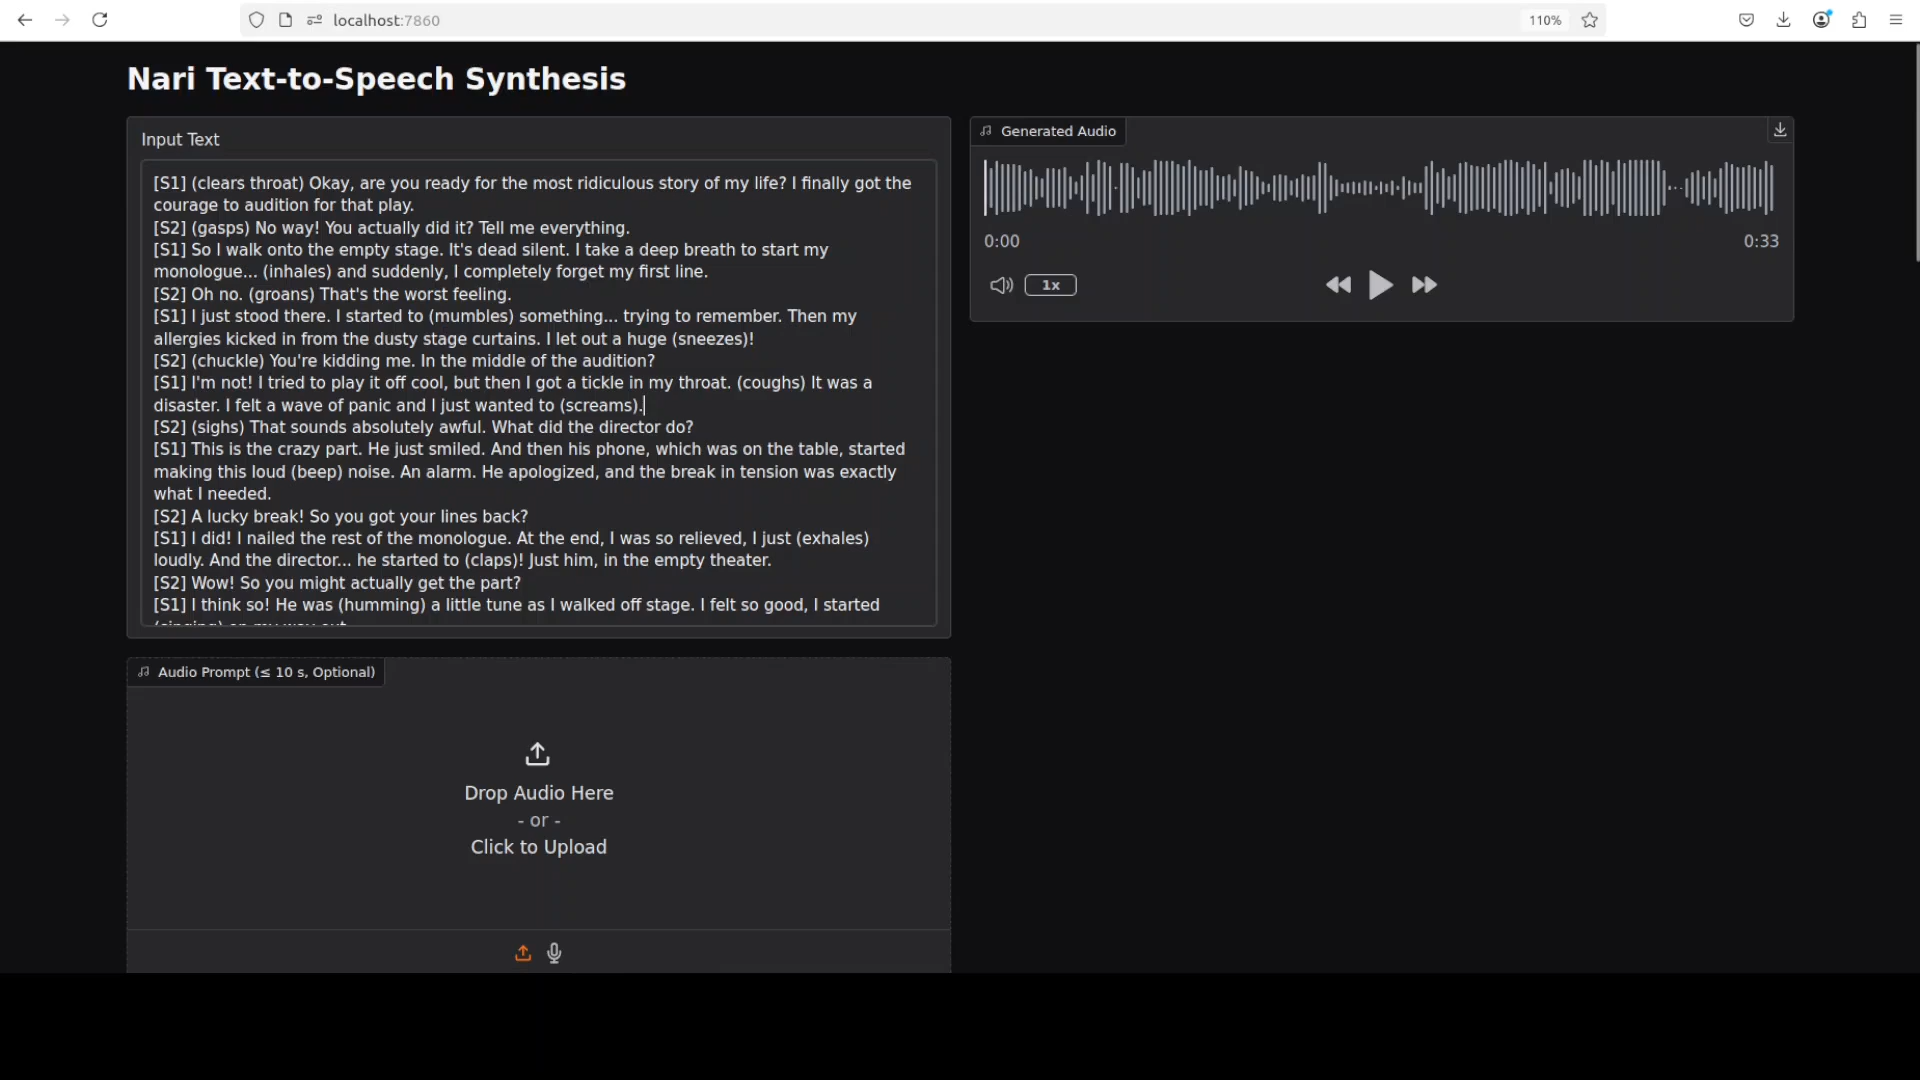 localhost:7860
110%
Nari Text-to-Speech Synthesis
Input Text
[S1] (clears throat) Okay, are you ready for the most ridiculous story of my life? I finally got the
courage to audition for that play.
[S2] (gasps) No way! You actually did it? Tell me everything.
[S1] So I walk onto the empty stage. It's dead silent. I take a deep breath to start my
monologue... (inhales) and suddenly, I completely forget my first line.
[S2] Oh no. (groans) That's the worst feeling.
[S1] I just stood there. I started to (mumbles) something... trying to remember. Then my
allergies kicked in from the dusty stage curtains. I let out a huge (sneezes)!
[S2] (chuckle) You're kidding me. In the middle of the audition?
[S1] I'm not! I tried to play it off cool, but then I got a tickle in my throat. (coughs) It was a
disaster. I felt a wave of panic and I just wanted to (screams).
[S2] (sighs) That sounds absolutely awful. What did the director do?
[S1] This is the crazy part. He just smiled. And then his phone, which was on the table, started
making this loud (beep) noise. An alarm. He apologized, and the break in tension was exactly
what I needed.
[S2] A lucky break! So you got your lines back?
[S1] I did! I nailed the rest of the monologue. At the end, I was so relieved, I just (exhales)
loudly. And the director... he started to (claps)! Just him, in the empty theater.
[S2] Wow! So you might actually get the part?
[S1] I think so! He was (humming) a little tune as I walked off stage. I felt so good, I started
(singing) on my way out.
Audio Prompt (≤ 10 s, Optional)
Drop Audio Here
- or -
Click to Upload
Generated Audio
0:00
0:33
1x